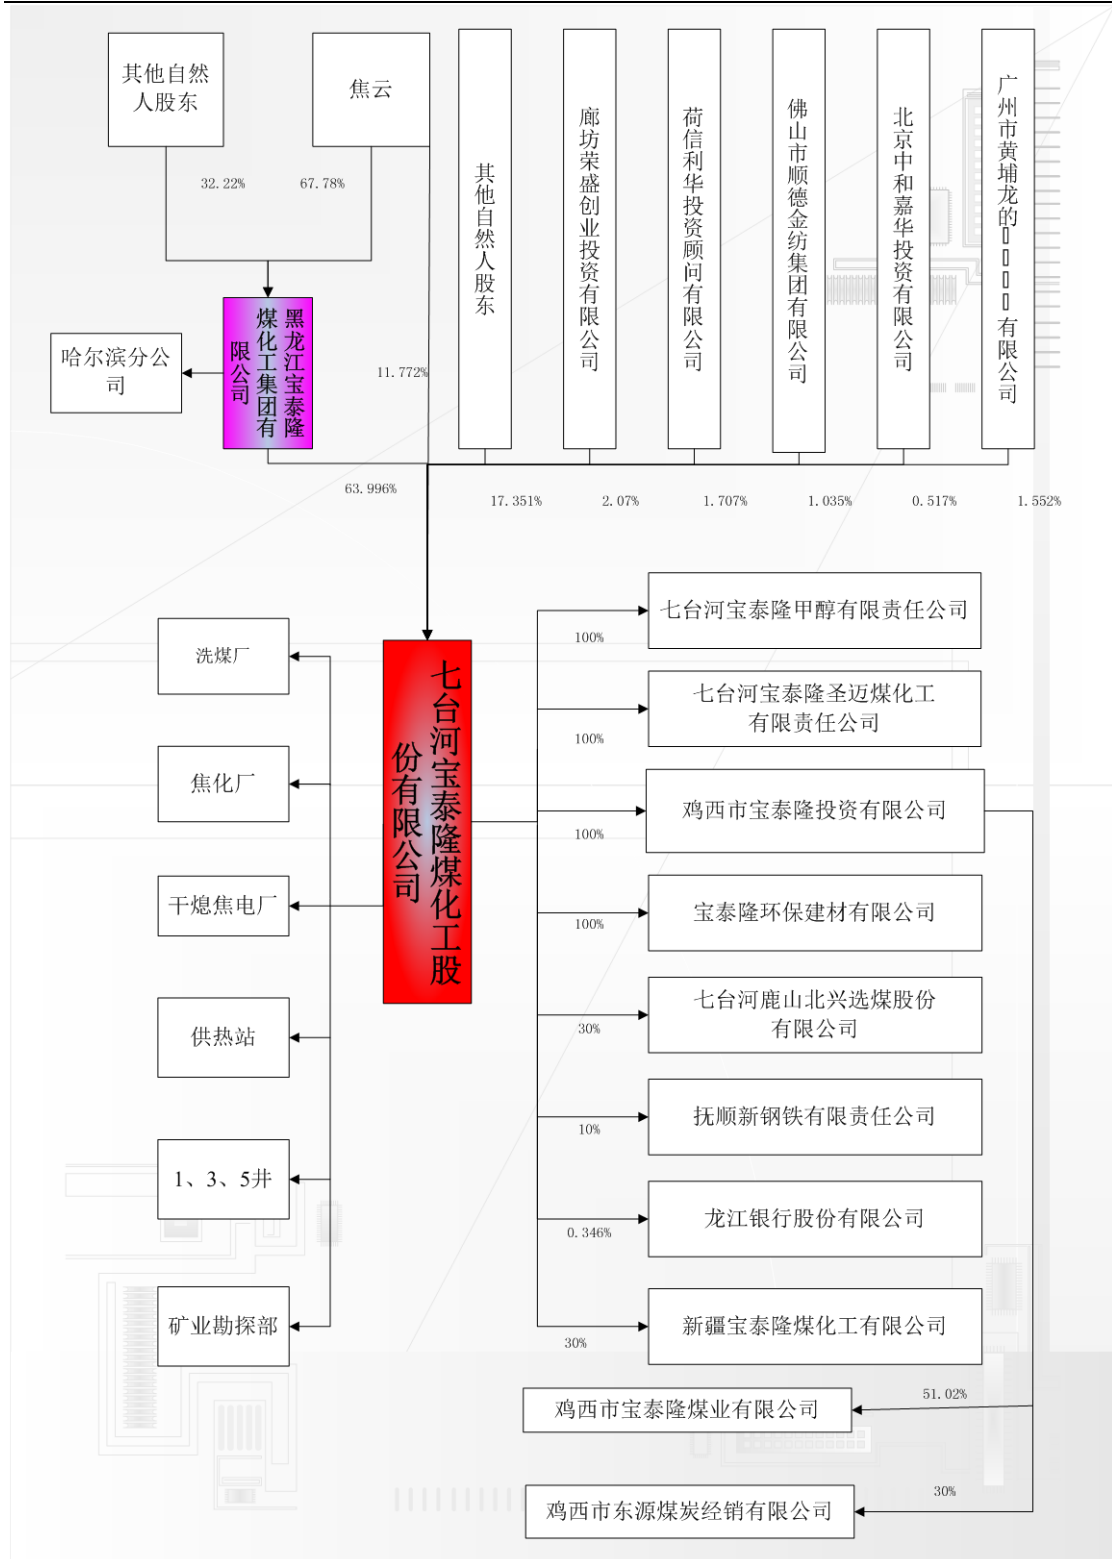 其他自然
人股东
焦云
其他自然人股东
廊坊荣盛创业投资有限公司
荷信利华投资顾问有限公司
佛山市顺德金纺集团有限公司
北京中和嘉华投资有限公司
广州市黄埔龙的▯▯▯▯有限公司
32.22%
67.78%
黑龙江宝泰隆
煤化工集团有
限公司
哈尔滨分公
司
11.772%
63.996%
17.351%
2.07%
1.707%
1.035%
0.517%
1.552%
七台河宝泰隆煤化工股
份有限公司
洗煤厂
焦化厂
干熄焦电厂
供热站
1、3、5井
矿业勘探部
七台河宝泰隆甲醇有限责任公司
100%
七台河宝泰隆圣迈煤化工
有限责任公司
100%
鸡西市宝泰隆投资有限公司
100%
宝泰隆环保建材有限公司
100%
七台河鹿山北兴选煤股份
有限公司
30%
抚顺新钢铁有限责任公司
10%
龙江银行股份有限公司
0.346%
新疆宝泰隆煤化工有限公司
30%
51.02%
鸡西市宝泰隆煤业有限公司
30%
鸡西市东源煤炭经销有限公司